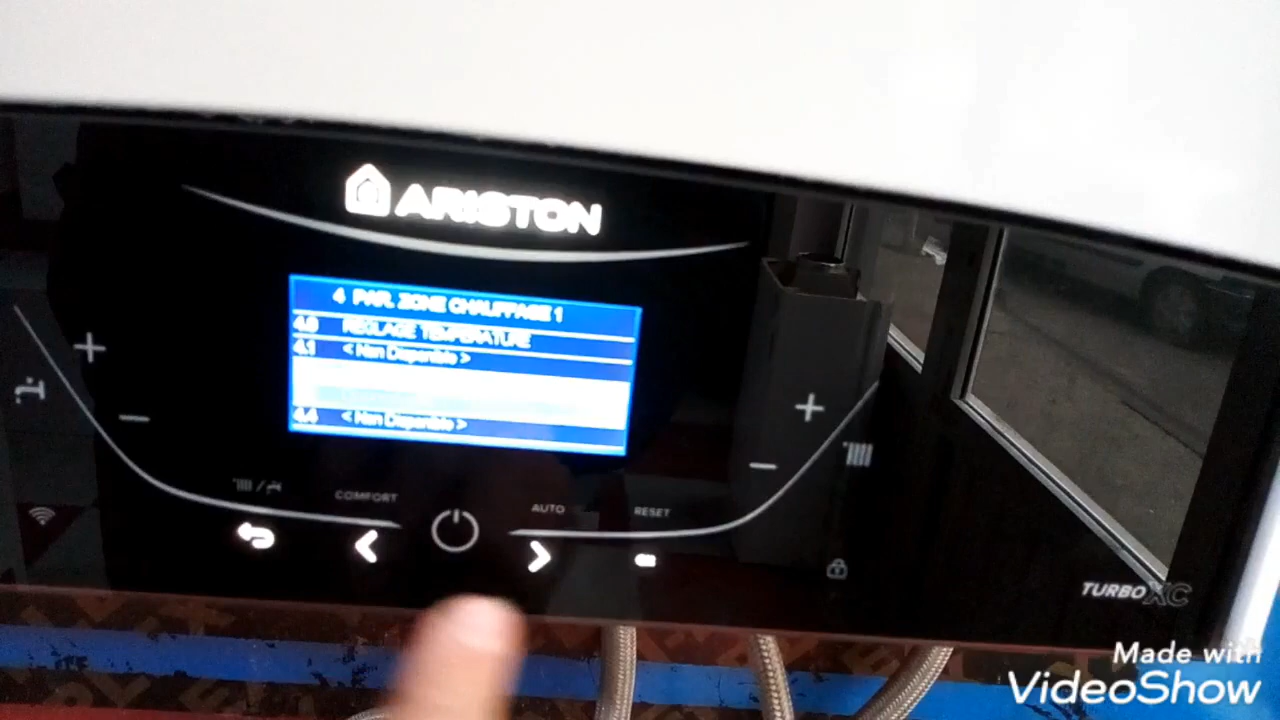 ARISTON
4 PAR. ZONE CHAUFFAGE 1
4.0 REGLAGE TEMPERATURE
4.1 < Non Disponible >
4.4 < Non Disponible >
COMFORT
AUTO
RESET
OK
TURBO XC
Made with
VideoShow